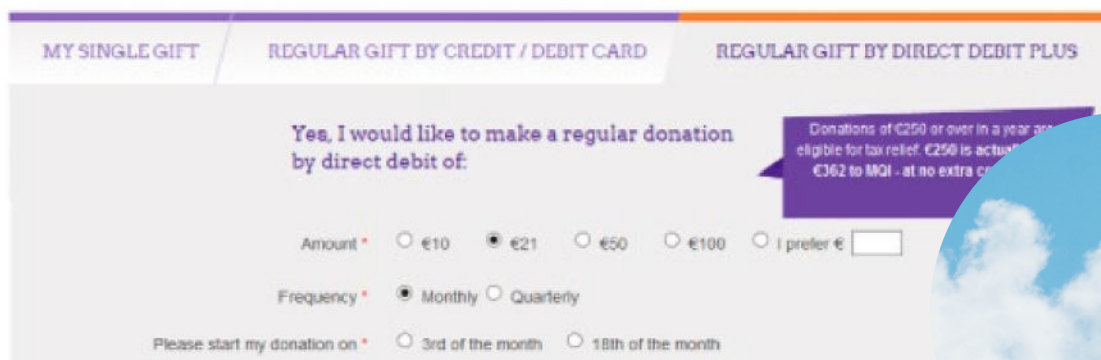 MY SINGLE GIFT
REGULAR GIFT BY CREDIT / DEBIT CARD
REGULAR GIFT BY DIRECT DEBIT PLUS
Yes, I would like to make a regular donation
by direct debit of:
Donations of €250 or over in a year are
eligible for tax relief. €250 is actually
€362 to MQI - at no extra
Amount * €10 €21 €50 €100 I prefer €
Frequency * Monthly Quarterly
Please start my donation on * 3rd of the month 18th of the month